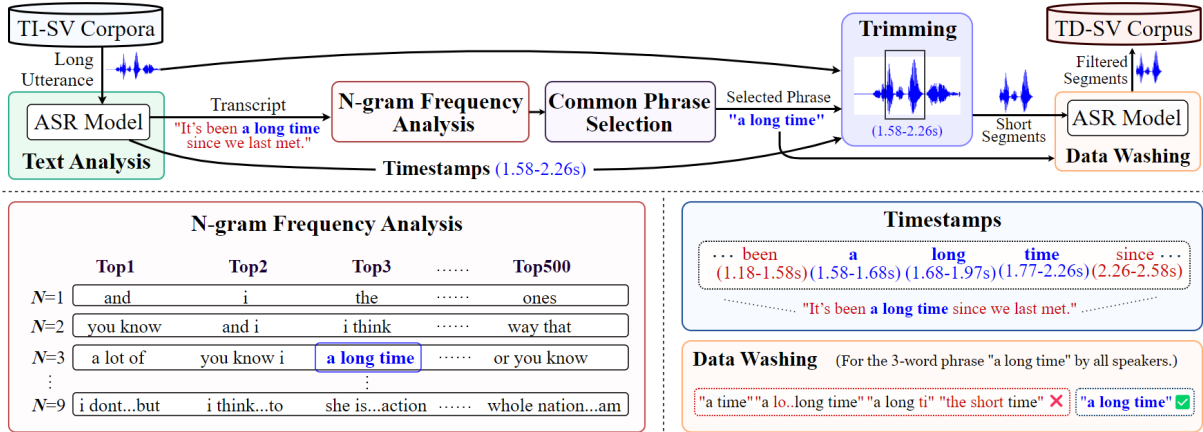 TI-SV Corpora
Long
Utterance
ASR Model
Text Analysis
Transcript
"It's been a long time
since we last met."
N-gram Frequency
Analysis
Common Phrase
Selection
Selected Phrase
"a long time"
Timestamps (1.58-2.26s)
Trimming
(1.58-2.26s)
Short
Segments
TD-SV Corpus
Filtered
Segments
ASR Model
Data Washing
N-gram Frequency Analysis
Top1 Top2 Top3 ...... Top500
N=1 and i the ...... ones
N=2 you know and i i think ...... way that
N=3 a lot of you know i a long time ...... or you know
⋮ ⋮
N=9 i dont...but i think...to she is...action ...... whole nation...am
Timestamps
... been a long time since ...
(1.18-1.58s) (1.58-1.68s) (1.68-1.97s) (1.77-2.26s) (2.26-2.58s)
"It's been a long time since we last met."
Data Washing (For the 3-word phrase "a long time" by all speakers.)
"a time" "a lo..long time" "a long ti" "the short time" ❌ "a long time" ✅